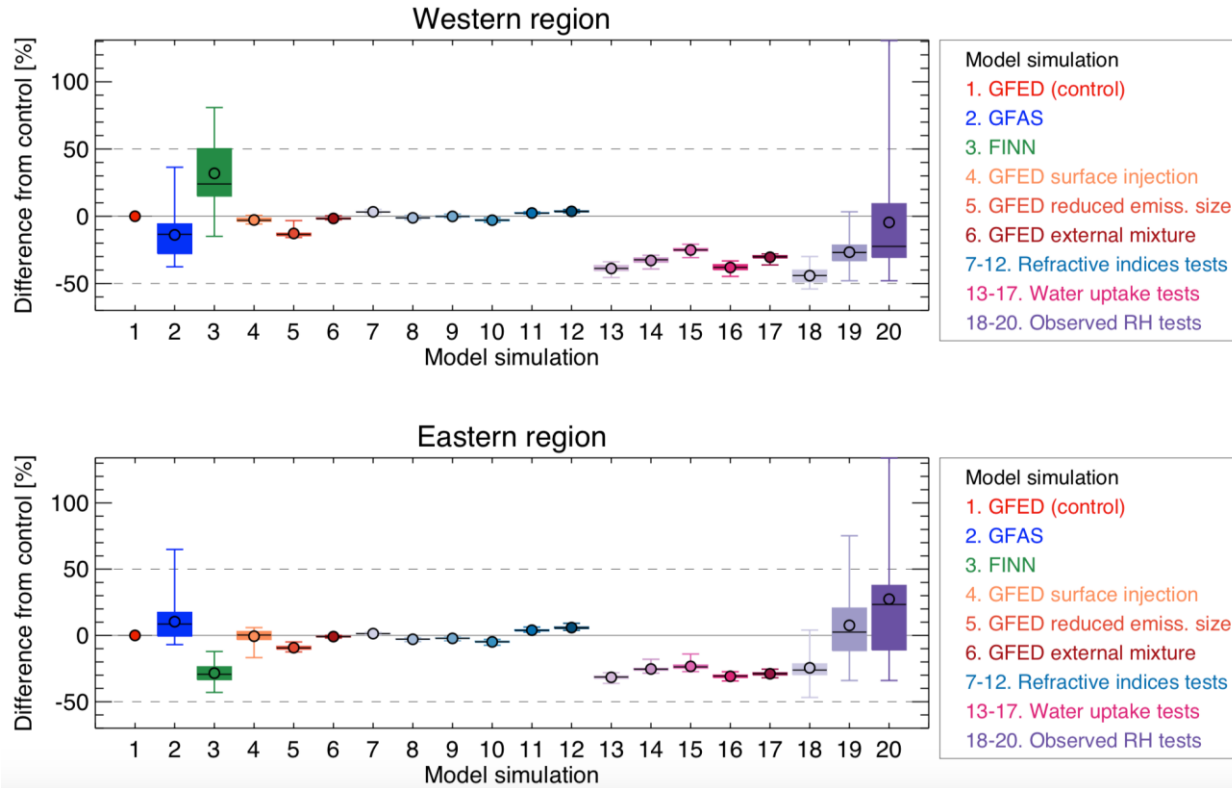 Western region
Difference from control [%]
100
50
0
-50
1 2 3 4 5 6 7 8 9 10 11 12 13 14 15 16 17 18 19 20
Model simulation
Model simulation
1. GFED (control)
2. GFAS
3. FINN
4. GFED surface injection
5. GFED reduced emiss. size
6. GFED external mixture
7-12. Refractive indices tests
13-17. Water uptake tests
18-20. Observed RH tests
Eastern region
Difference from control [%]
100
50
0
-50
1 2 3 4 5 6 7 8 9 10 11 12 13 14 15 16 17 18 19 20
Model simulation
Model simulation
1. GFED (control)
2. GFAS
3. FINN
4. GFED surface injection
5. GFED reduced emiss. size
6. GFED external mixture
7-12. Refractive indices tests
13-17. Water uptake tests
18-20. Observed RH tests